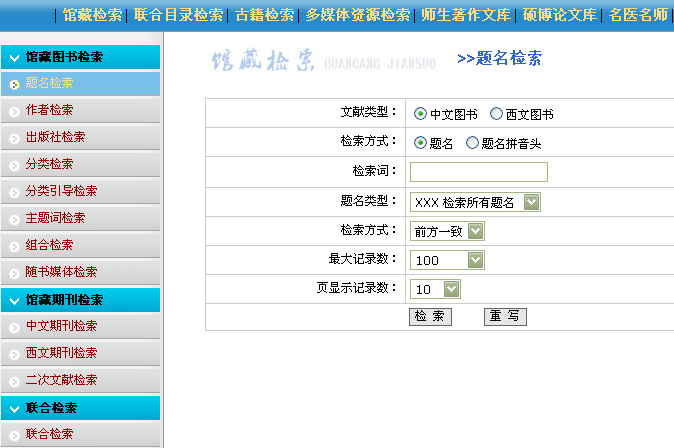 | 馆藏检索 | 联合目录检索 | 古籍检索 | 多媒体资源检索 | 师生著作文库 | 硕博论文库 | 名医名师 |
馆藏图书检索
题名检索
作者检索
出版社检索
分类检索
分类引导检索
主题词检索
组合检索
随书媒体检索
馆藏期刊检索
中文期刊检索
西文期刊检索
二次文献检索
联合检索
联合检索
馆藏检索 GUANCANG JIANSUO >>题名检索
文献类型： 中文图书 西文图书
检索方式： 题名 题名拼音头
检索词：
题名类型： XXX 检索所有题名
检索方式： 前方一致
最大记录数： 100
页显示记录数： 10
检 索 重 写